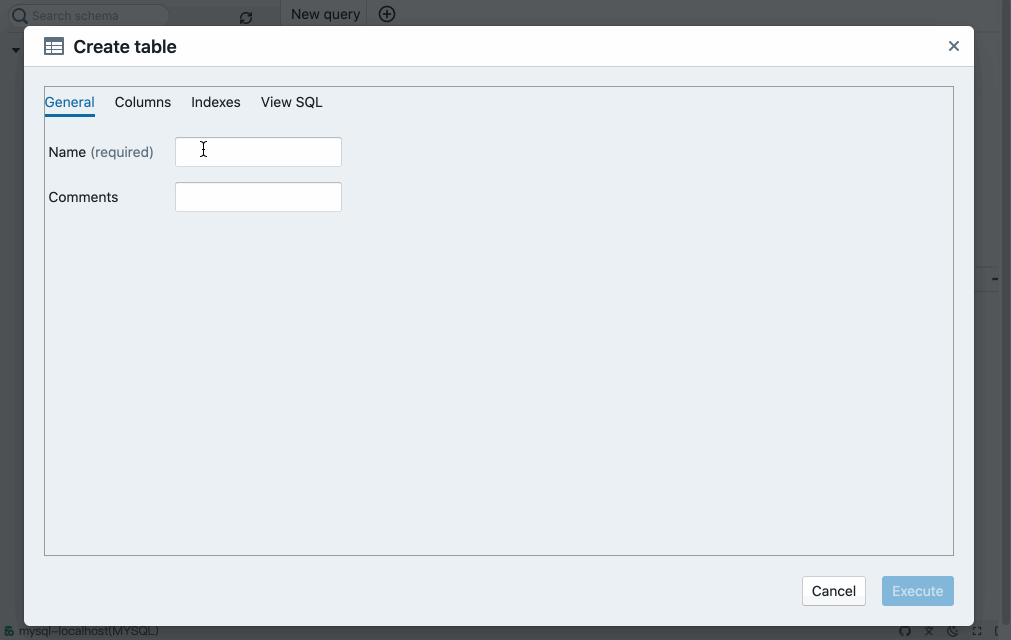 Search schema
New query
Create table
General Columns Indexes View SQL
Name (required)
Comments
Cancel Execute
mysql-localhost(MYSQL)